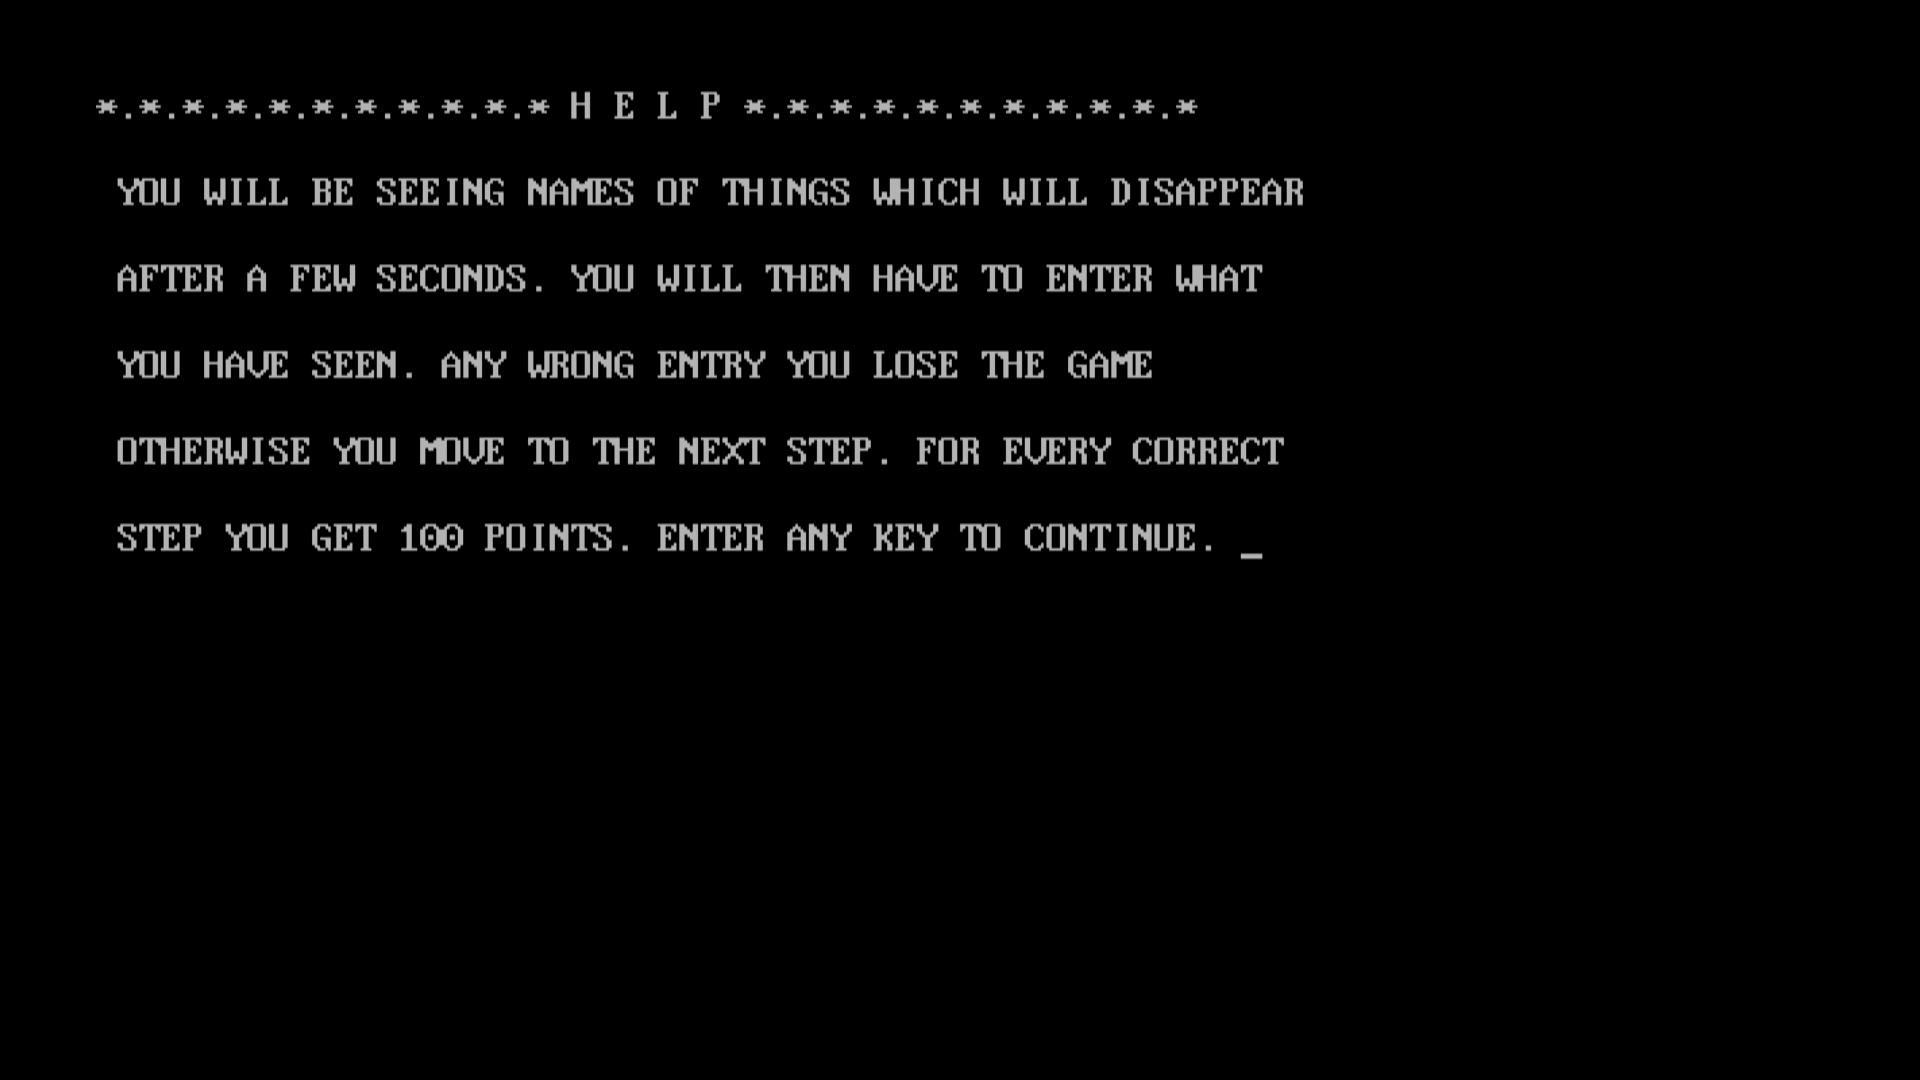 *.*.*.*.*.*.*.*.*.*.* H E L P *.*.*.*.*.*.*.*.*.*.*
YOU WILL BE SEEING NAMES OF THINGS WHICH WILL DISAPPEAR
AFTER A FEW SECONDS. YOU WILL THEN HAVE TO ENTER WHAT
YOU HAVE SEEN. ANY WRONG ENTRY YOU LOSE THE GAME
OTHERWISE YOU MOVE TO THE NEXT STEP. FOR EVERY CORRECT
STEP YOU GET 100 POINTS. ENTER ANY KEY TO CONTINUE. _